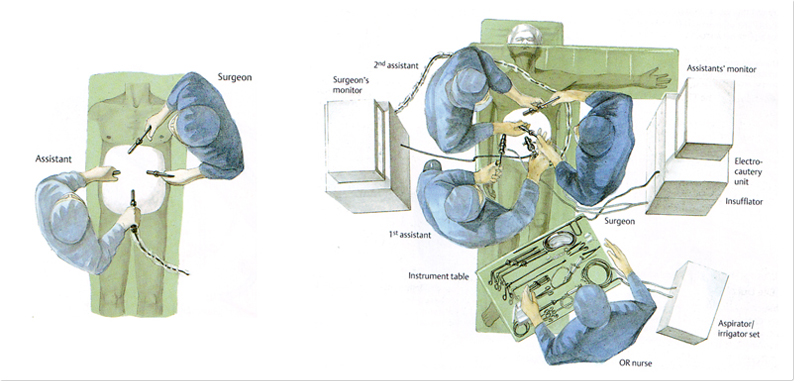 Surgeon
Assistant
2nd assistant
Surgeon's
monitor
Assistants' monitor
Electro-
cautery
unit
Insufflator
Surgeon
1st assistant
Instrument table
Aspirator/
irrigator set
OR nurse